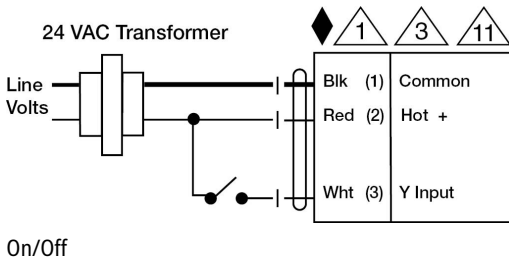 24 VAC Transformer
1 3 11
Line
Volts
Blk (1) Common
Red (2) Hot +
Wht (3) Y Input
On/Off